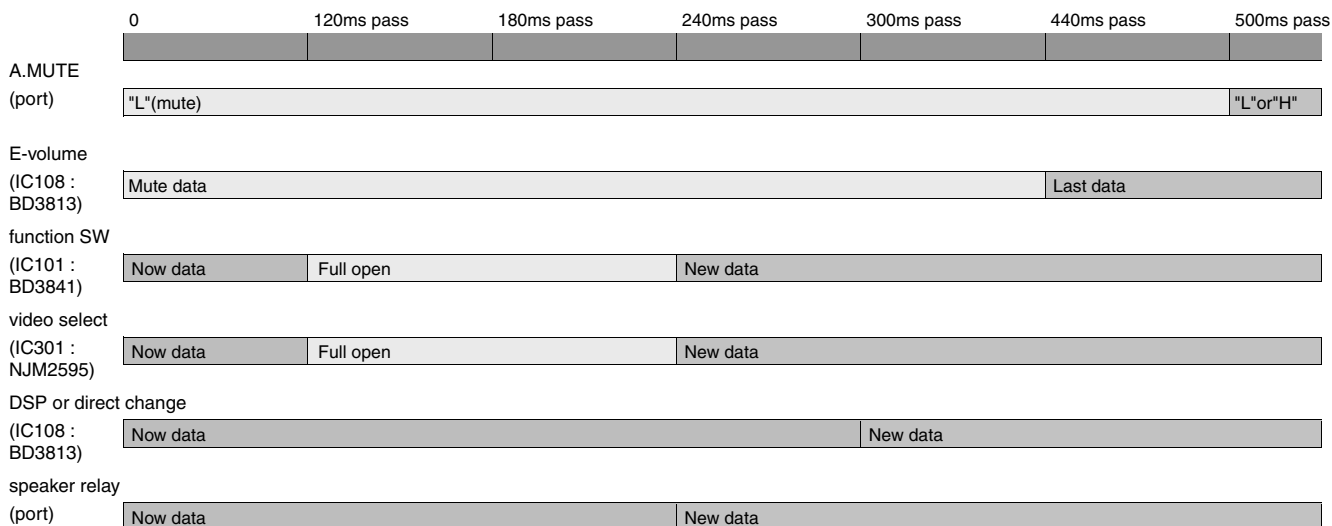 0 120ms pass 180ms pass 240ms pass 300ms pass 440ms pass 500ms pass
A.MUTE
(port) "L"(mute) "L"or"H"
E-volume
(IC108 :
BD3813) Mute data Last data
function SW
(IC101 :
BD3841) Now data Full open New data
video select
(IC301 :
NJM2595) Now data Full open New data
DSP or direct change
(IC108 :
BD3813) Now data New data
speaker relay
(port) Now data New data